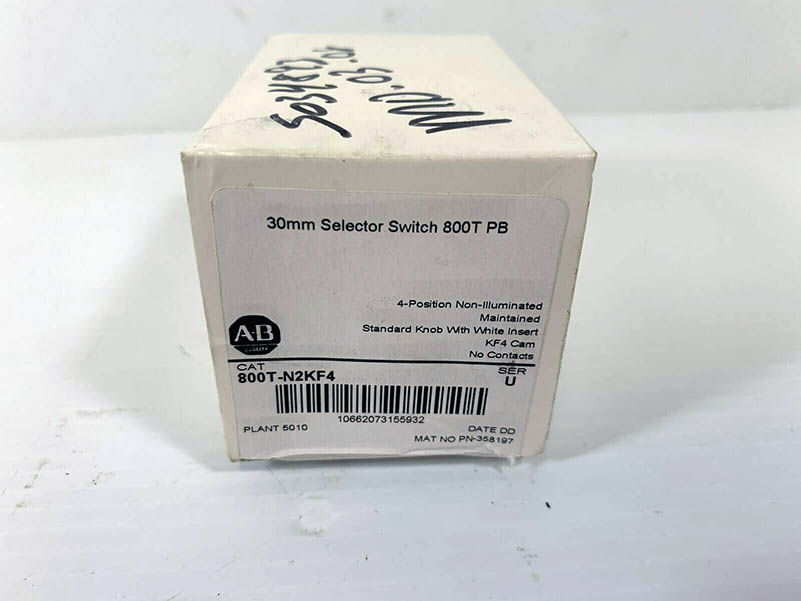 5034893
30mm Selector Switch 800T PB
4-Position Non-Illuminated
Maintained
Standard Knob With White Insert
KF4 Cam
No Contacts
A-B
CAT
800T-N2KF4
SER
U
10662073155932
PLANT 5010
DATE DD
MAT NO PN-358197